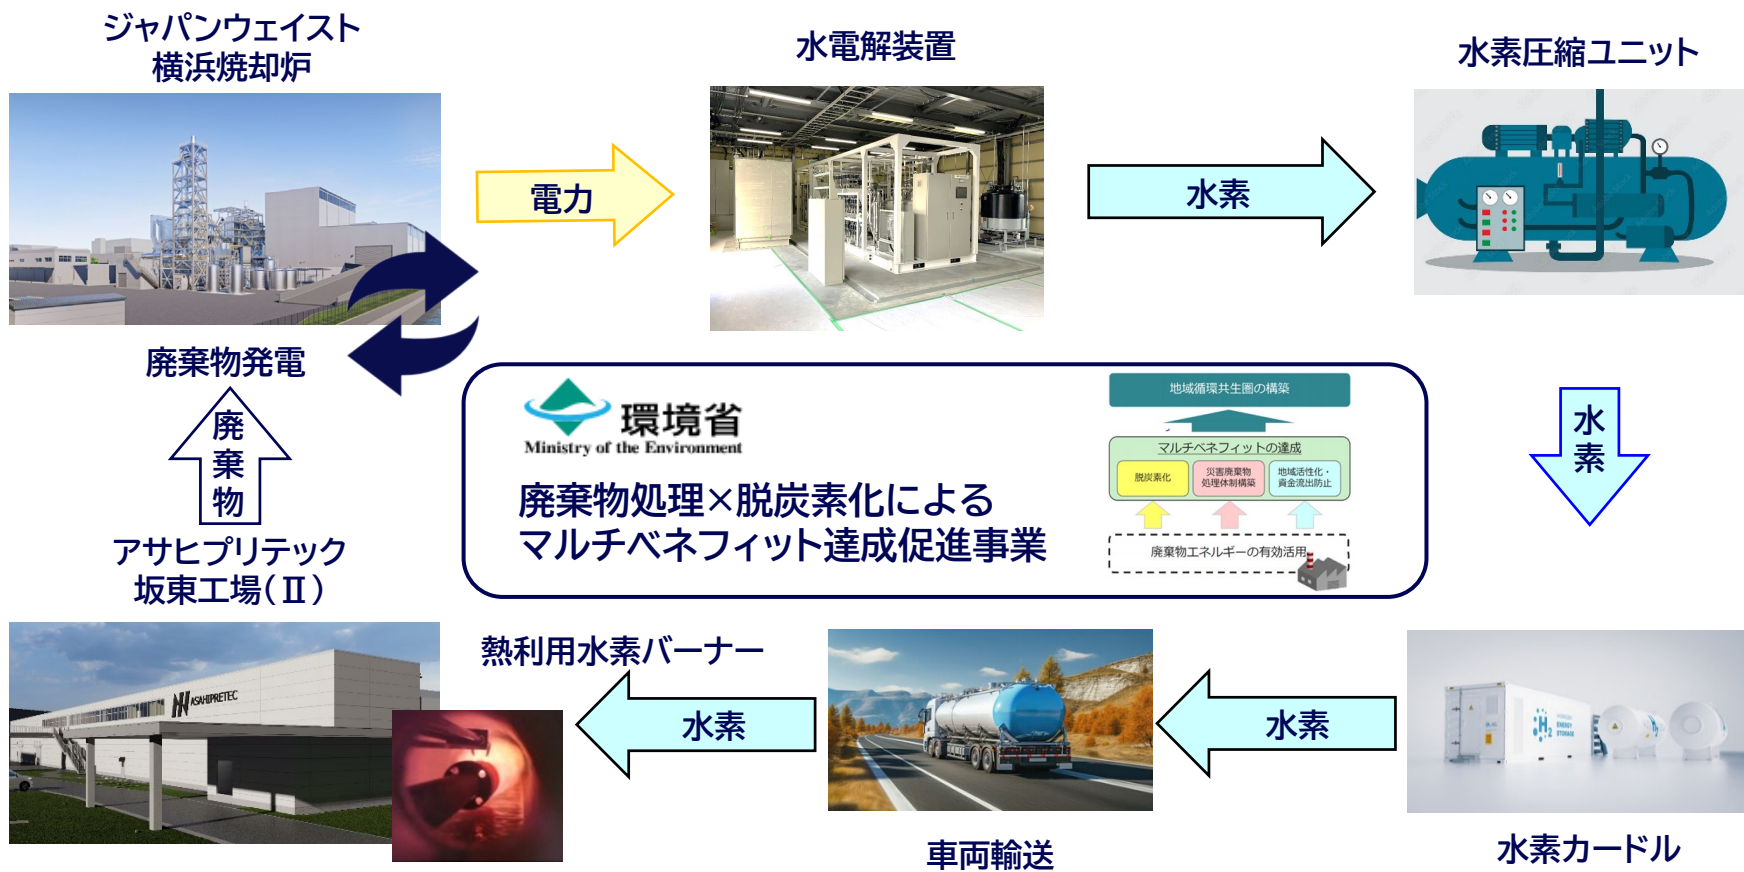 ジャパンウェイスト
横浜焼却炉
水電解装置
水素圧縮ユニット
電力
水素
廃棄物発電
廃棄物
水素
環境省
Ministry of the Environment
廃棄物処理×脱炭素化による
マルチベネフィット達成促進事業
地域循環共生圏の構築
マルチベネフィットの達成
脱炭素化
災害廃棄物
処理体制構築
地域活性化・
資金流出防止
廃棄物エネルギーの有効活用
アサヒプリテック
坂東工場(Ⅱ)
ASAHIPRETEC
熱利用水素バーナー
水素
水素
H2
HYDROGEN
ENERGY
STORAGE
車両輸送
水素カードル